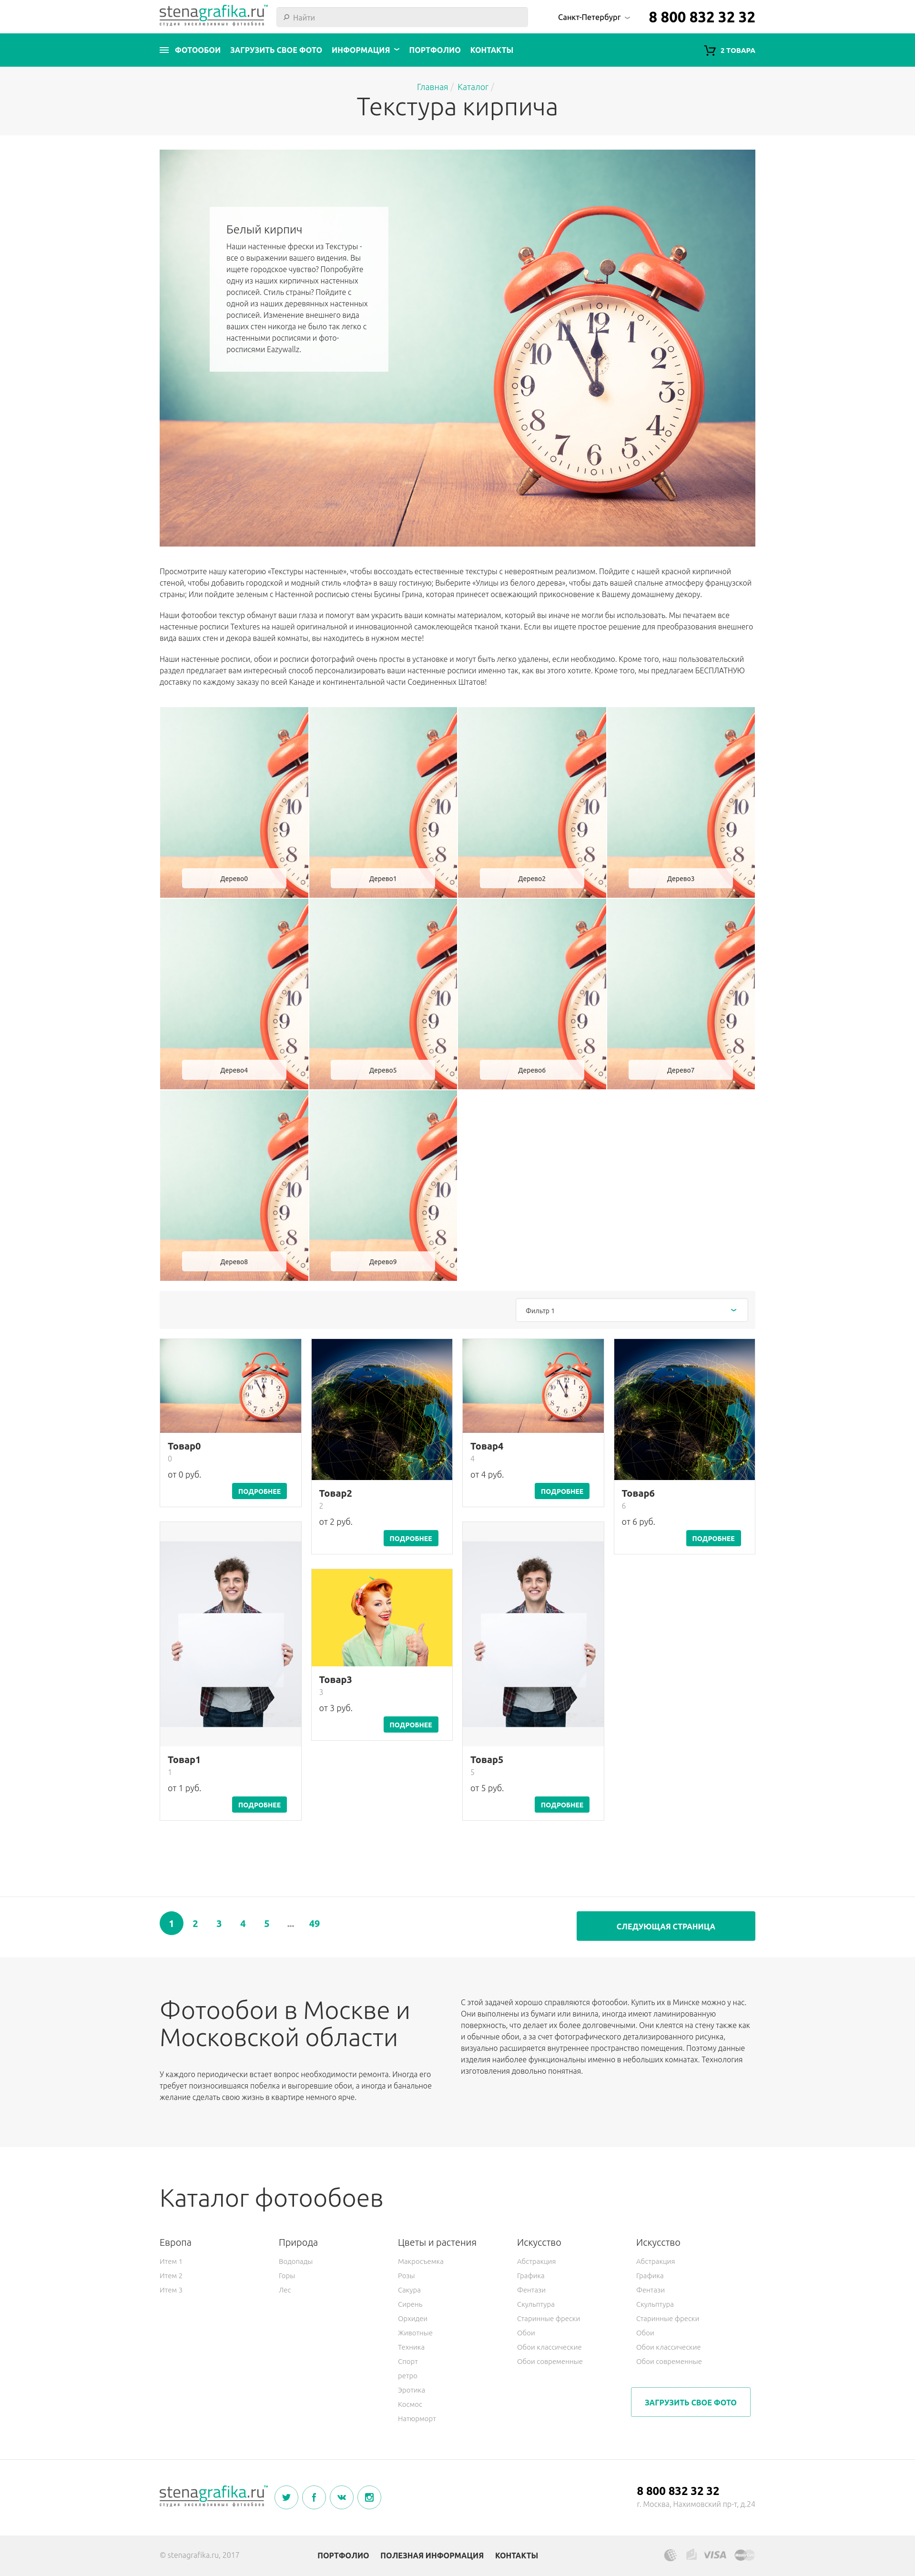 stenagrafika.ru™
студия эксклюзивных фотообоев
Найти
Санкт-Петербург
8 800 832 32 32
ФОТООБОИ
ЗАГРУЗИТЬ СВОЕ ФОТО
ИНФОРМАЦИЯ
ПОРТФОЛИО
КОНТАКТЫ
2 ТОВАРА
Главная / Каталог /
Текстура кирпича
Белый кирпич
Наши настенные фрески из Текстуры -
все о выражении вашего видения. Вы
ищете городское чувство? Попробуйте
одну из наших кирпичных настенных
росписей. Стиль страны? Пойдите с
одной из наших деревянных настенных
росписей. Изменение внешнего вида
ваших стен никогда не было так легко с
настенными росписями и фото-
росписями Eazywallz.
Просмотрите нашу категорию «Текстуры настенные», чтобы воссоздать естественные текстуры с невероятным реализмом. Пойдите с нашей красной кирпичной
стеной, чтобы добавить городской и модный стиль «лофта» в вашу гостиную; Выберите «Улицы из белого дерева», чтобы дать вашей спальне атмосферу французской
страны; Или пойдите зеленым с Настенной росписью стены Бусины Грина, которая принесет освежающий прикосновение к Вашему домашнему декору.
Наши фотообои текстур обманут ваши глаза и помогут вам украсить ваши комнаты материалом, который вы иначе не могли бы использовать. Мы печатаем все
настенные росписи Textures на нашей оригинальной и инновационной самоклеющейся тканой ткани. Если вы ищете простое решение для преобразования внешнего
вида ваших стен и декора вашей комнаты, вы находитесь в нужном месте!
Наши настенные росписи, обои и росписи фотографий очень просты в установке и могут быть легко удалены, если необходимо. Кроме того, наш пользовательский
раздел предлагает вам интересный способ персонализировать ваши настенные росписи именно так, как вы этого хотите. Кроме того, мы предлагаем БЕСПЛАТНУЮ
доставку по каждому заказу по всей Канаде и континентальной части Соединенных Штатов!
Дерево0
Дерево1
Дерево2
Дерево3
Дерево4
Дерево5
Дерево6
Дерево7
Дерево8
Дерево9
Фильтр 1
Товар0
0
от 0 руб.
ПОДРОБНЕЕ
Товар2
2
от 2 руб.
ПОДРОБНЕЕ
Товар4
4
от 4 руб.
ПОДРОБНЕЕ
Товар6
6
от 6 руб.
ПОДРОБНЕЕ
Товар1
1
от 1 руб.
ПОДРОБНЕЕ
Товар3
3
от 3 руб.
ПОДРОБНЕЕ
Товар5
5
от 5 руб.
ПОДРОБНЕЕ
1 2 3 4 5 ... 49
СЛЕДУЮЩАЯ СТРАНИЦА
Фотообои в Москве и
Московской области
У каждого периодически встает вопрос необходимости ремонта. Иногда его
требует поизносившаяся побелка и выгоревшие обои, а иногда и банальное
желание сделать свою жизнь в квартире немного ярче.
С этой задачей хорошо справляются фотообои. Купить их в Минске можно у нас.
Они выполнены из бумаги или винила, иногда имеют ламинированную
поверхность, что делает их более долговечными. Они клеятся на стену также как
и обычные обои, а за счет фотографического детализированного рисунка,
визуально расширяется внутреннее пространство помещения. Поэтому данные
изделия наиболее функциональны именно в небольших комнатах. Технология
изготовления довольно понятная.
Каталог фотообоев
Европа
Итем 1
Итем 2
Итем 3
Природа
Водопады
Горы
Лес
Цветы и растения
Макросъемка
Розы
Сакура
Сирень
Орхидеи
Животные
Техника
Спорт
ретро
Эротика
Космос
Натюрморт
Искусство
Абстракция
Графика
Фентази
Скульптура
Старинные фрески
Обои
Обои классические
Обои современные
Искусство
Абстракция
Графика
Фентази
Скульптура
Старинные фрески
Обои
Обои классические
Обои современные
ЗАГРУЗИТЬ СВОЕ ФОТО
stenagrafika.ru™
студия эксклюзивных фотообоев
8 800 832 32 32
г. Москва, Нахимовский пр-т, д.24
© stenagrafika.ru, 2017
ПОРТФОЛИО
ПОЛЕЗНАЯ ИНФОРМАЦИЯ
КОНТАКТЫ
VISA